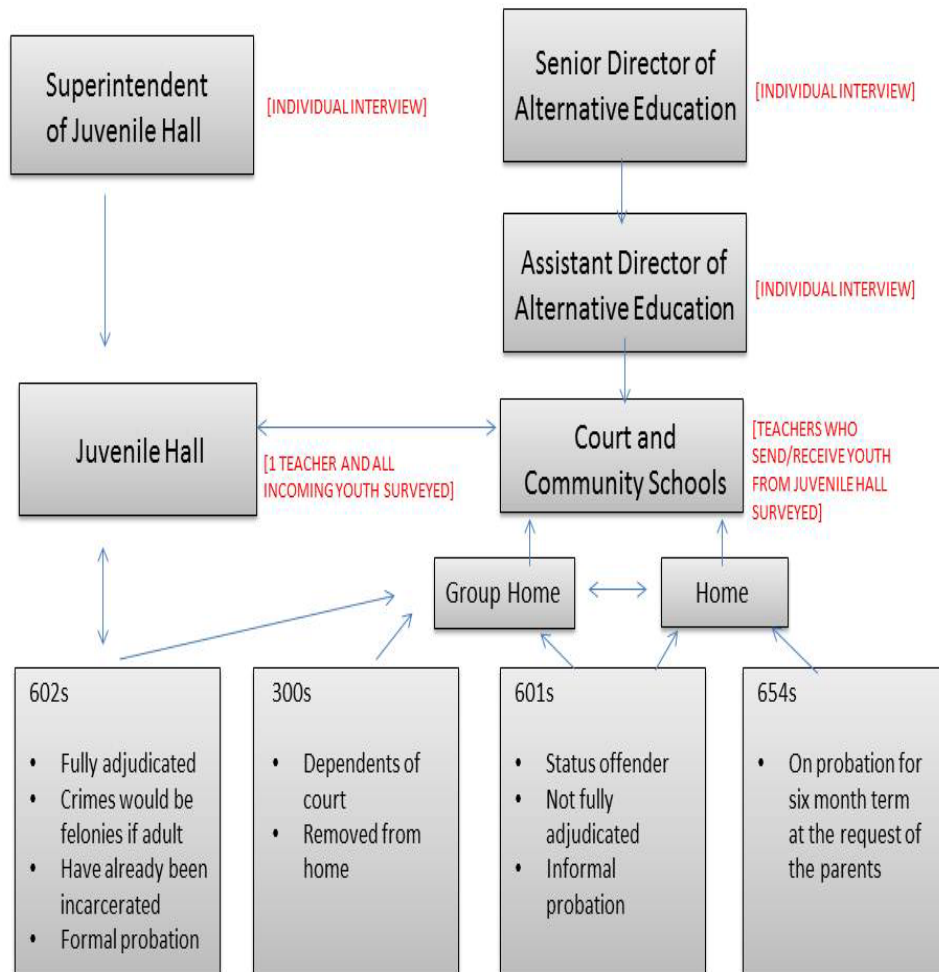 Superintendent
of Juvenile Hall
[INDIVIDUAL INTERVIEW]
Senior Director of
Alternative Education
[INDIVIDUAL INTERVIEW]
Assistant Director of
Alternative Education
[INDIVIDUAL INTERVIEW]
Juvenile Hall
[1 TEACHER AND ALL
INCOMING YOUTH SURVEYED]
Court and
Community Schools
[TEACHERS WHO
SEND/RECEIVE YOUTH
FROM JUVENILE HALL
SURVEYED]
Group Home
Home
602s
• Fully adjudicated
• Crimes would be
felonies if adult
• Have already been
incarcerated
• Formal probation
300s
• Dependents of
court
• Removed from
home
601s
• Status offender
• Not fully
adjudicated
• Informal
probation
654s
• On probation for
six month term
at the request of
the parents